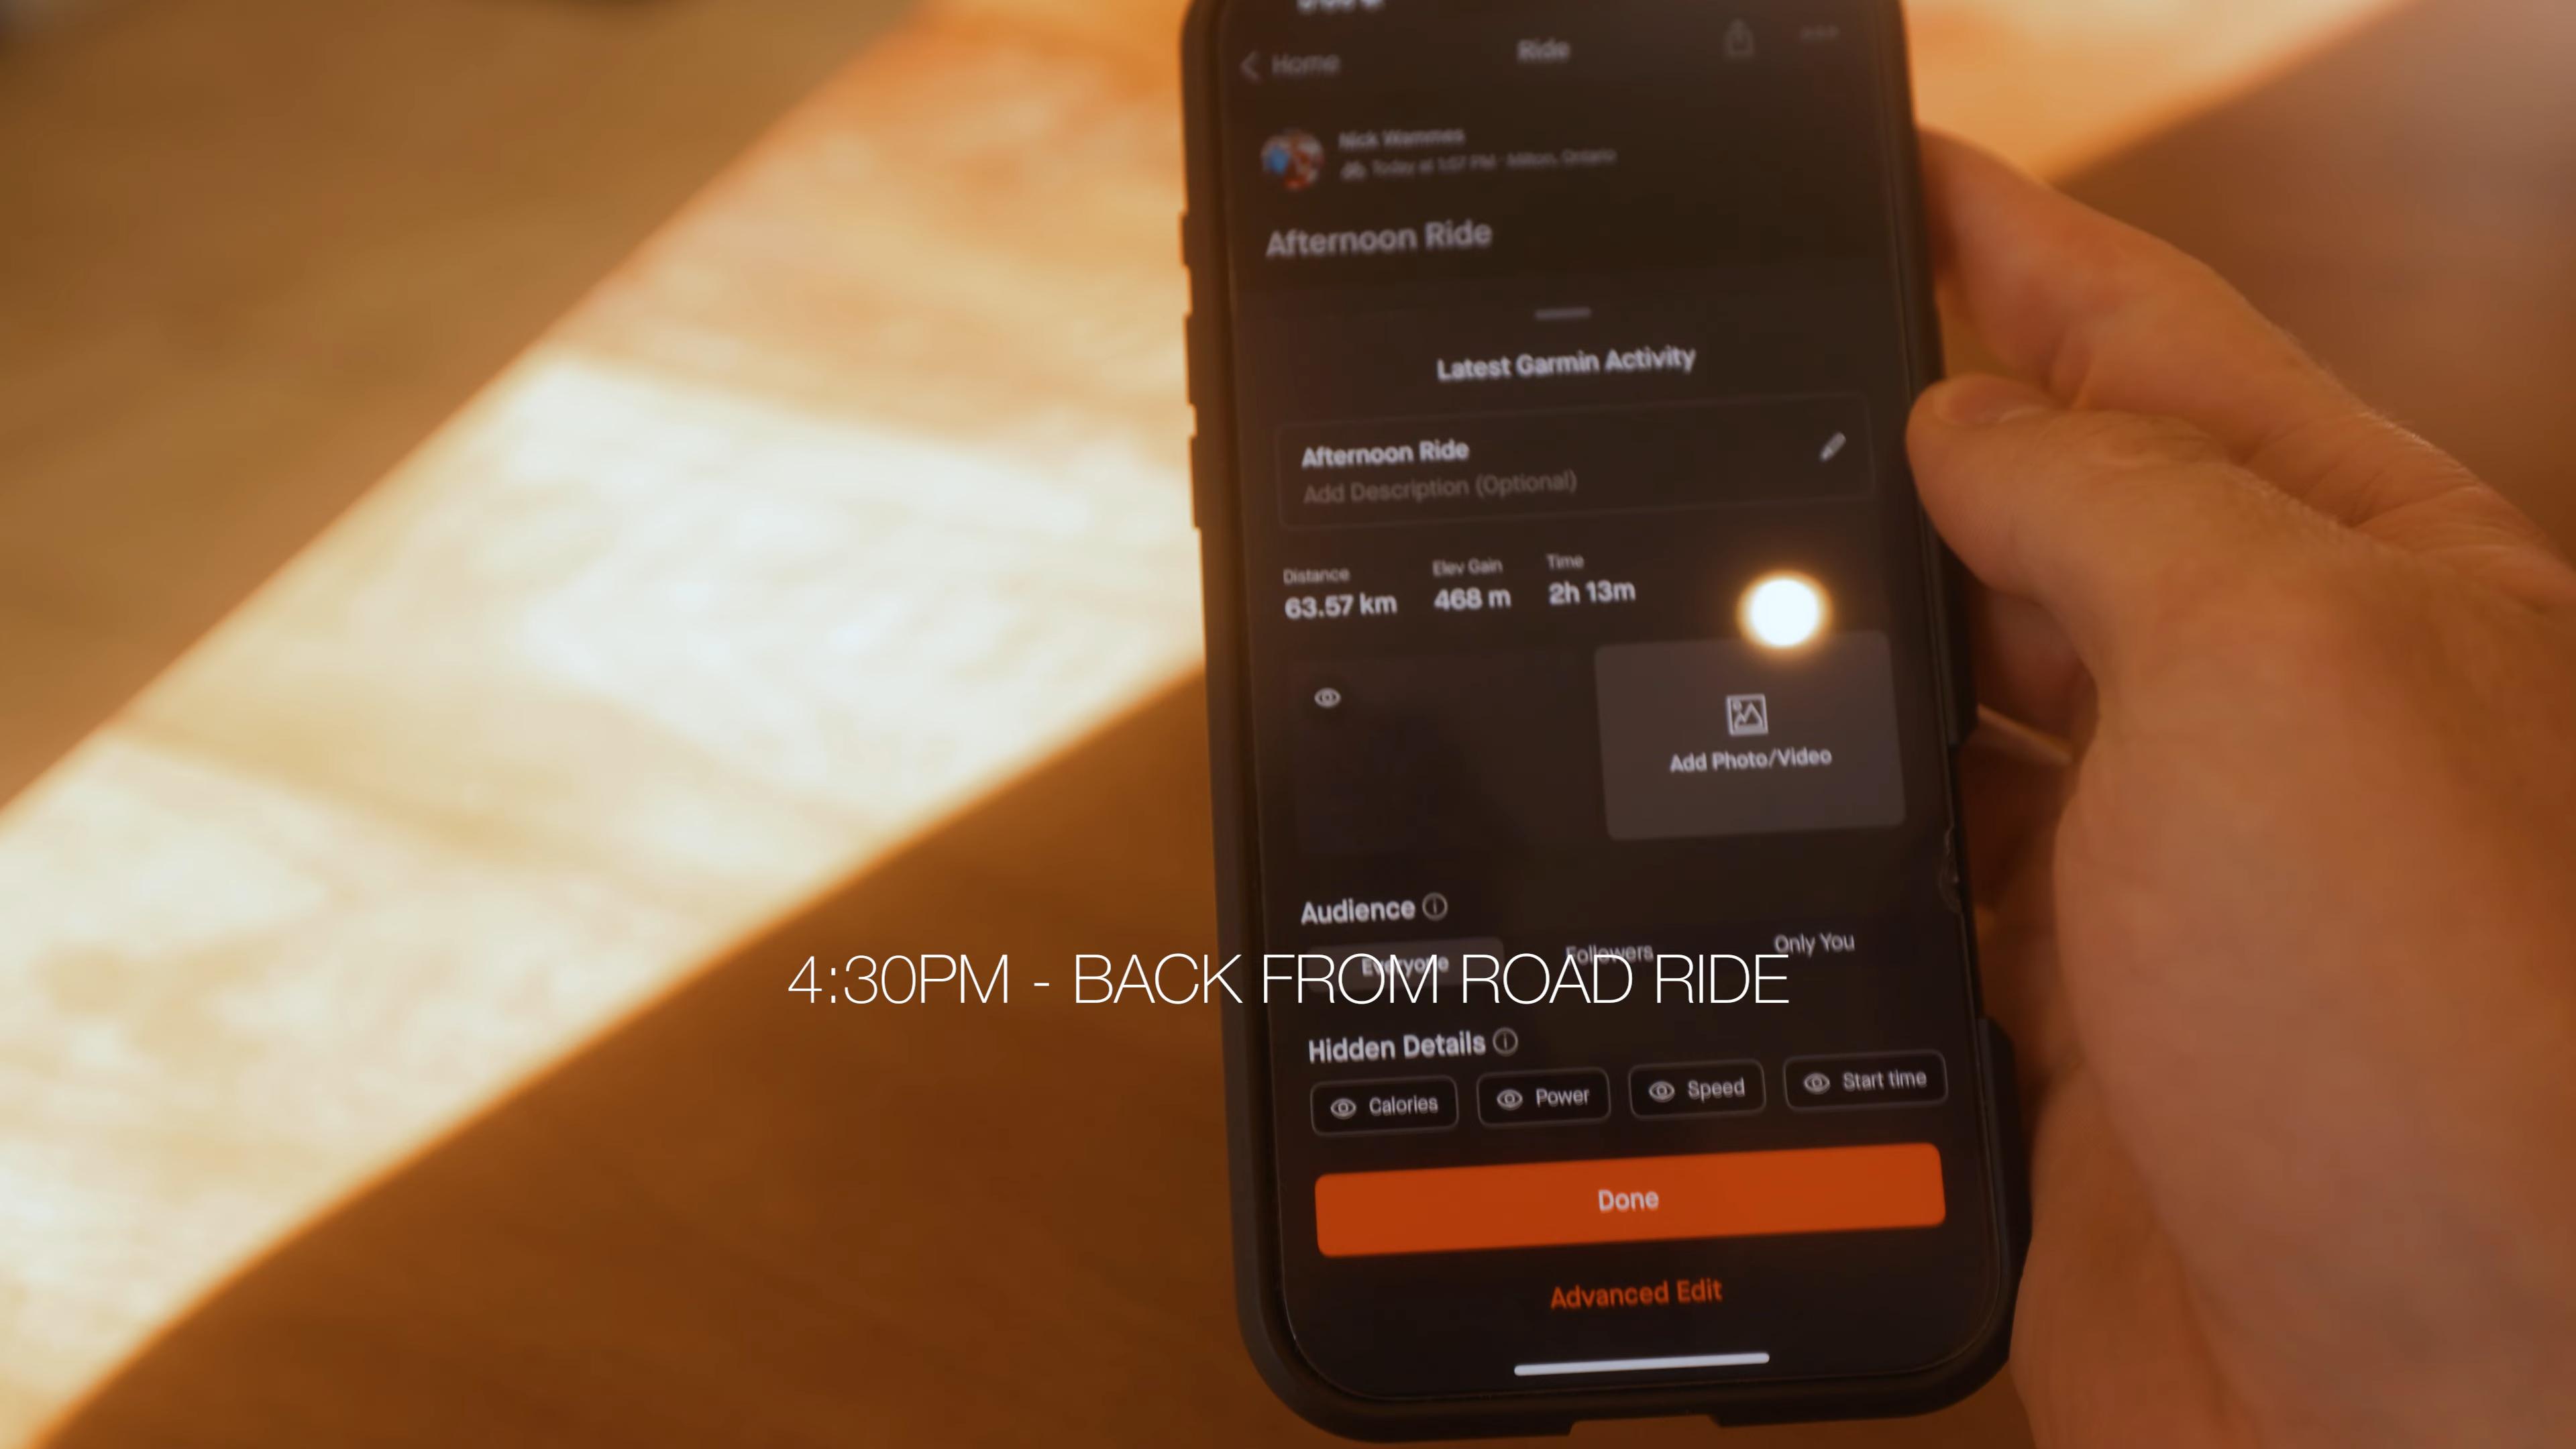 Home
Ride
Nick Wammes
Today at 1:57 PM · Milton, Ontario
Afternoon Ride
Latest Garmin Activity
Afternoon Ride
Add Description (Optional)
Distance Elev Gain Time
63.57 km 468 m 2h 13m
Add Photo/Video
Audience
Everyone Followers Only You
4:30PM - BACK FROM ROAD RIDE
Hidden Details
Calories Power Speed Start time
Done
Advanced Edit